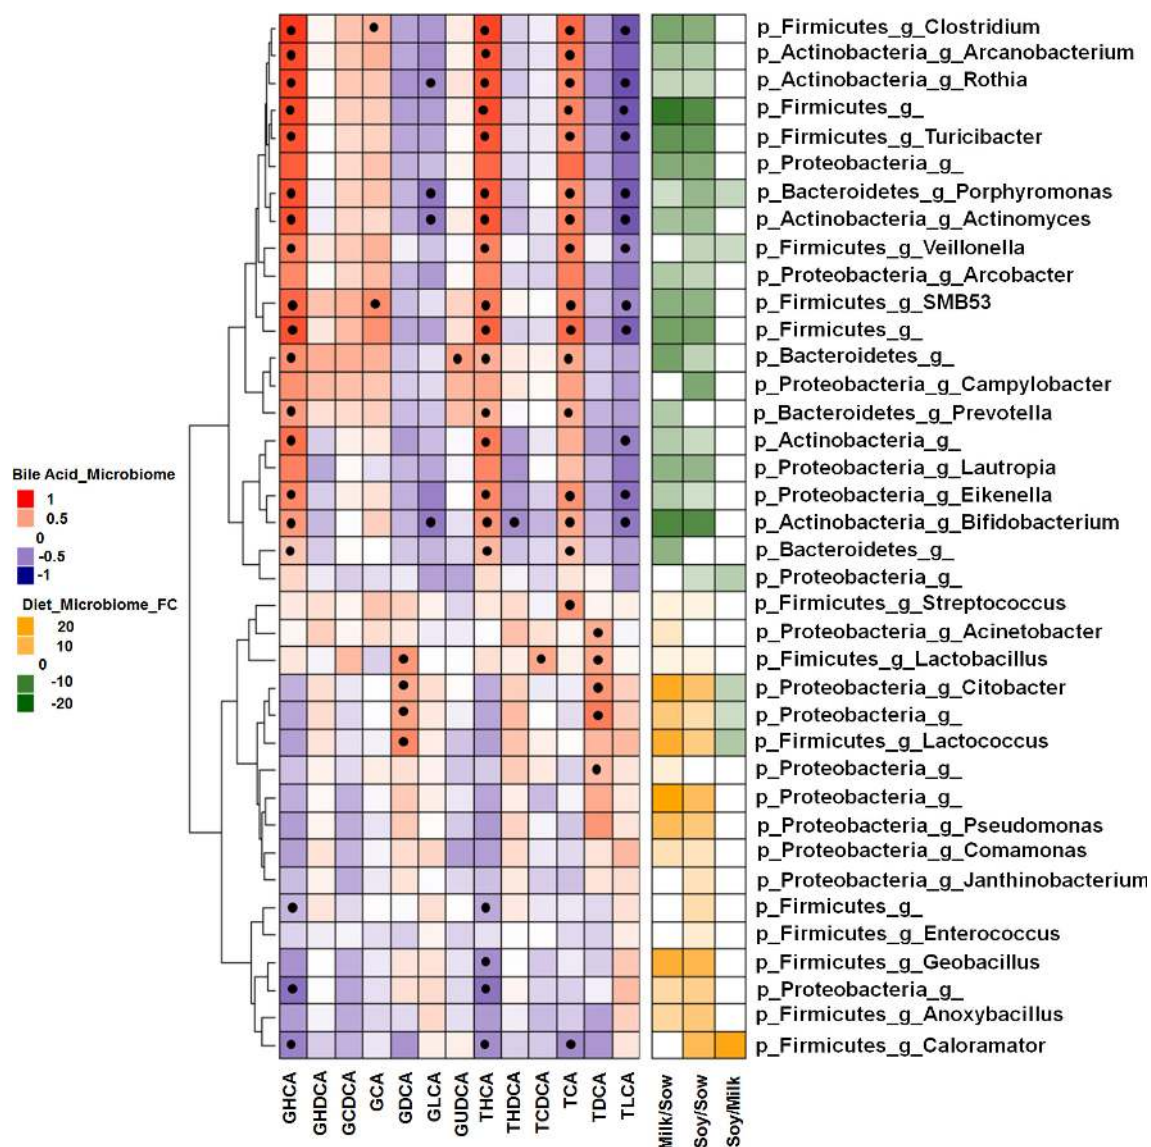 p_Firmicutes_g_Clostridium
p_Actinobacteria_g_Arcanobacterium
p_Actinobacteria_g_Rothia
p_Firmicutes_g_
p_Firmicutes_g_Turicibacter
p_Proteobacteria_g_
p_Bacteroidetes_g_Porphyromonas
p_Actinobacteria_g_Actinomyces
p_Firmicutes_g_Veillonella
p_Proteobacteria_g_Arcobacter
p_Firmicutes_g_SMB53
p_Firmicutes_g_
p_Bacteroidetes_g_
p_Proteobacteria_g_Campylobacter
p_Bacteroidetes_g_Prevotella
p_Actinobacteria_g_
p_Proteobacteria_g_Lautropia
p_Proteobacteria_g_Eikenella
p_Actinobacteria_g_Bifidobacterium
p_Bacteroidetes_g_
p_Proteobacteria_g_
p_Firmicutes_g_Streptococcus
p_Proteobacteria_g_Acinetobacter
p_Fimicutes_g_Lactobacillus
p_Proteobacteria_g_Citobacter
p_Proteobacteria_g_
p_Firmicutes_g_Lactococcus
p_Proteobacteria_g_
p_Proteobacteria_g_
p_Proteobacteria_g_Pseudomonas
p_Proteobacteria_g_Comamonas
p_Proteobacteria_g_Janthinobacterium
p_Firmicutes_g_
p_Firmicutes_g_Enterococcus
p_Firmicutes_g_Geobacillus
p_Proteobacteria_g_
p_Firmicutes_g_Anoxybacillus
p_Firmicutes_g_Caloramator
Bile Acid_Microbiome
1
0.5
0
-0.5
-1
Diet_Microbiome_FC
20
10
0
-10
-20
GHCA
GHDCA
GCDCA
GCA
GDCA
GLCA
GUDCA
THCA
THDCA
TCDCA
TCA
TDCA
TLCA
Milk/Sow
Soy/Sow
Soy/Milk